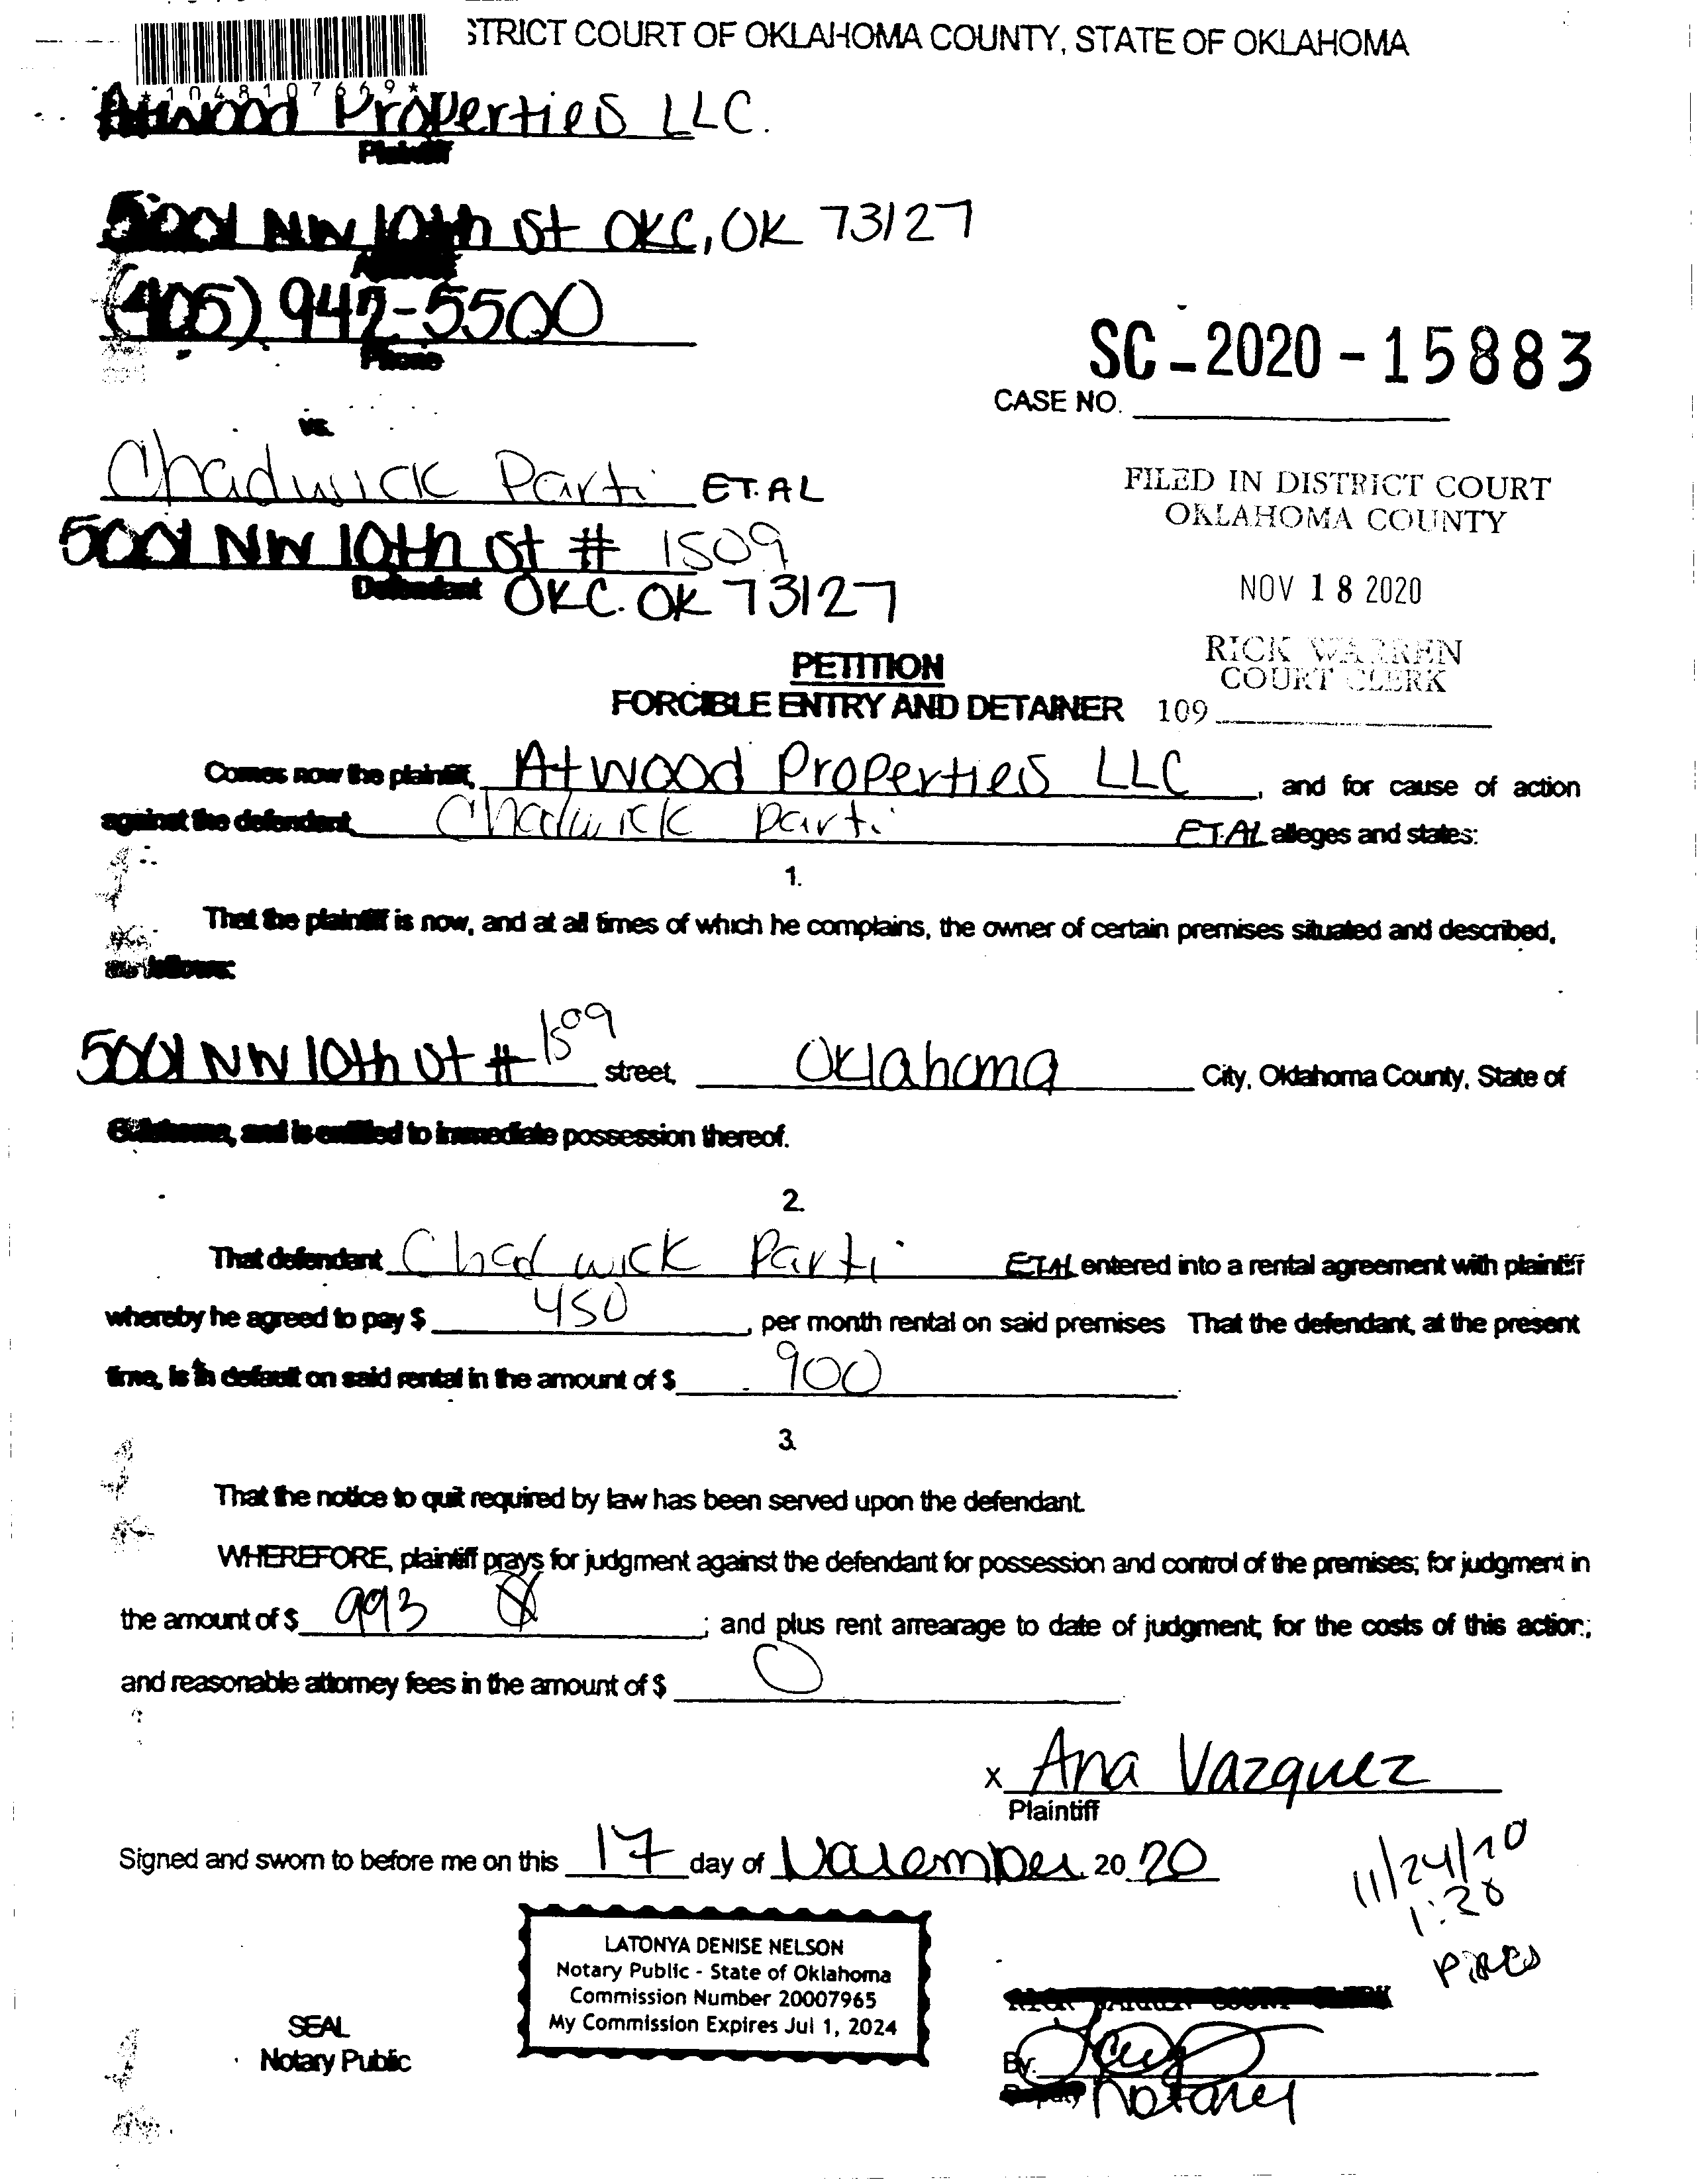 STRICT COURT OF OKLAHOMA COUNTY, STATE OF OKLAHOMA
*1048107669*
Atwood Properties LLC.
Plaintiff
5001 NW 10th St OKC, OK 73127
Address
(405) 942-5500
Phone
SC-2020-15883
CASE NO.
vs.
Chadwick Parti ET.AL
5001 NW 10th St # 1509
Defendant OKC. OK 73127
FILED IN DISTRICT COURT
OKLAHOMA COUNTY
NOV 18 2020
RICK WARREN
COURT CLERK
109
PETITION
FORCIBLE ENTRY AND DETAINER
Comes now the plaintiff, Atwood Properties LLC, and for cause of action
against the defendant Chadwick parti ET.AL alleges and states:
1.
That the plaintiff is now, and at all times of which he complains, the owner of certain premises situated and described,
as follows:
5001 NW 10th St # 1509 street, Oklahoma City, Oklahoma County, State of
Oklahoma, and is entitled to immediate possession thereof.
2.
That defendant Chadwick Parti ET.AL entered into a rental agreement with plaintiff
whereby he agreed to pay $ 450, per month rental on said premises That the defendant, at the present
time, is in default on said rental in the amount of $ 900
3.
That the notice to quit required by law has been served upon the defendant.
WHEREFORE, plaintiff prays for judgment against the defendant for possession and control of the premises; for judgment in
the amount of $ 993 ; and plus rent arrearage to date of judgment; for the costs of this action;
and reasonable attorney fees in the amount of $ 0
x Ana Vazquez
Plaintiff
Signed and sworn to before me on this 17 day of November 20 20
11/24/20
1:20
LATONYA DENISE NELSON
Notary Public - State of Oklahoma
Commission Number 20007965
My Commission Expires Jul 1, 2024
SEAL
Notary Public
RICK WARREN COURT CLERK
By:
Deputy Notary